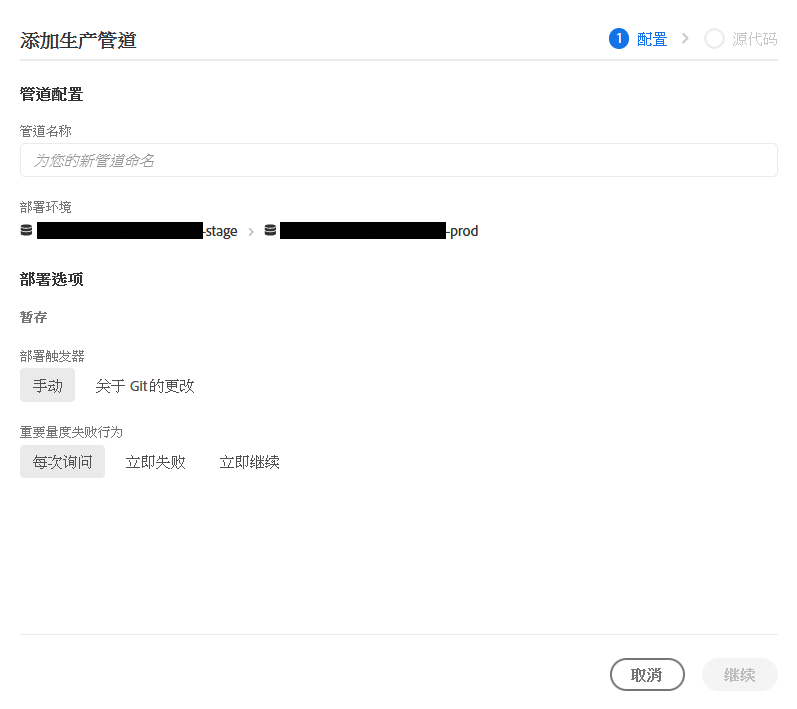 添加生产管道
1 配置 源代码
管道配置
管道名称
为您的新管道命名
部署环境
-stage -prod
部署选项
暂存
部署触发器
手动 关于 Git 的更改
重要量度失败行为
每次询问 立即失败 立即继续
取消 继续